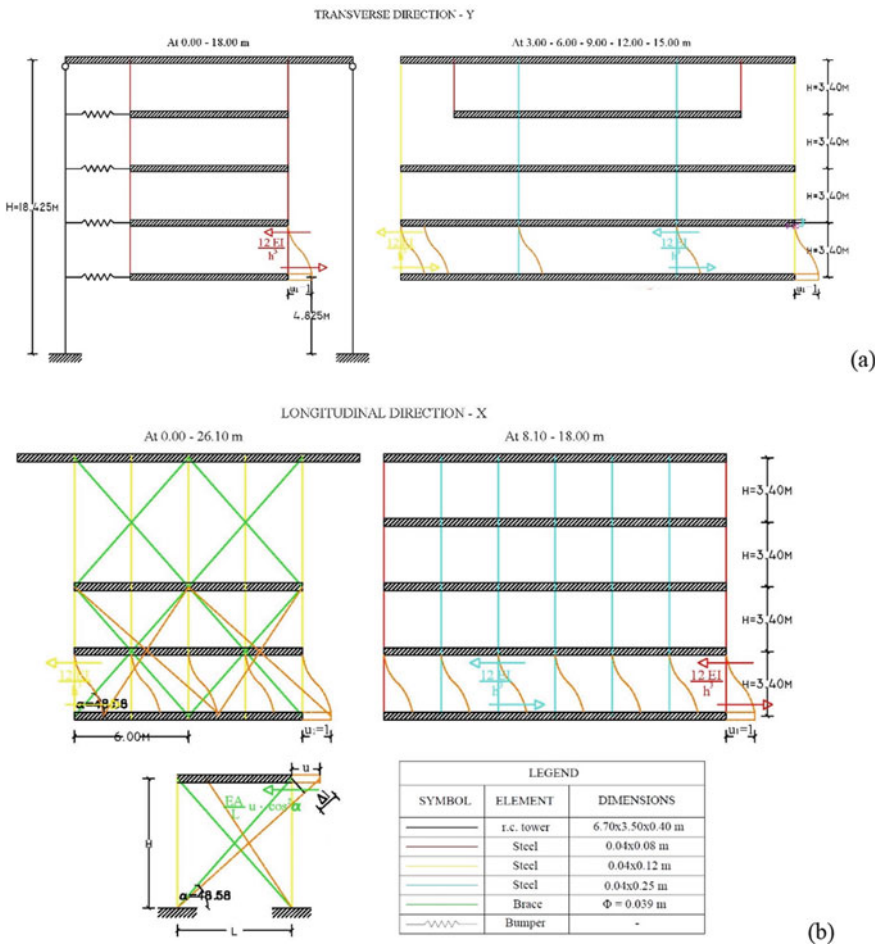 TRANSVERSE DIRECTION - Y
At 0.00 - 18.00 m
At 3.00 - 6.00 - 9.00 - 12.00 - 15.00 m
H=18.425M
12 EI
h³
u₁=1
4.825M
12 EI
h³
12 EI
h³
u₁=1
H=3,40M
H=3,40M
H=3,40M
H=3,40M
(a)
LONGITUDINAL DIRECTION - X
At 0.00 - 26.10 m
At 8.10 - 18.00 m
12 EI
α=48.58
6.00M
u₂=1
12 EI
h³
12 EI
h³
u₁=1
H=3,40M
H=3,40M
H=3,40M
H=3,40M
u
EA
L
u · cos²α
Δl
H
α=48.58
L
LEGEND
SYMBOL ELEMENT DIMENSIONS
r.c. tower 6.70x3.50x0.40 m
Steel 0.04x0.08 m
Steel 0.04x0.12 m
Steel 0.04x0.25 m
Brace Φ = 0.039 m
Bumper -
(b)